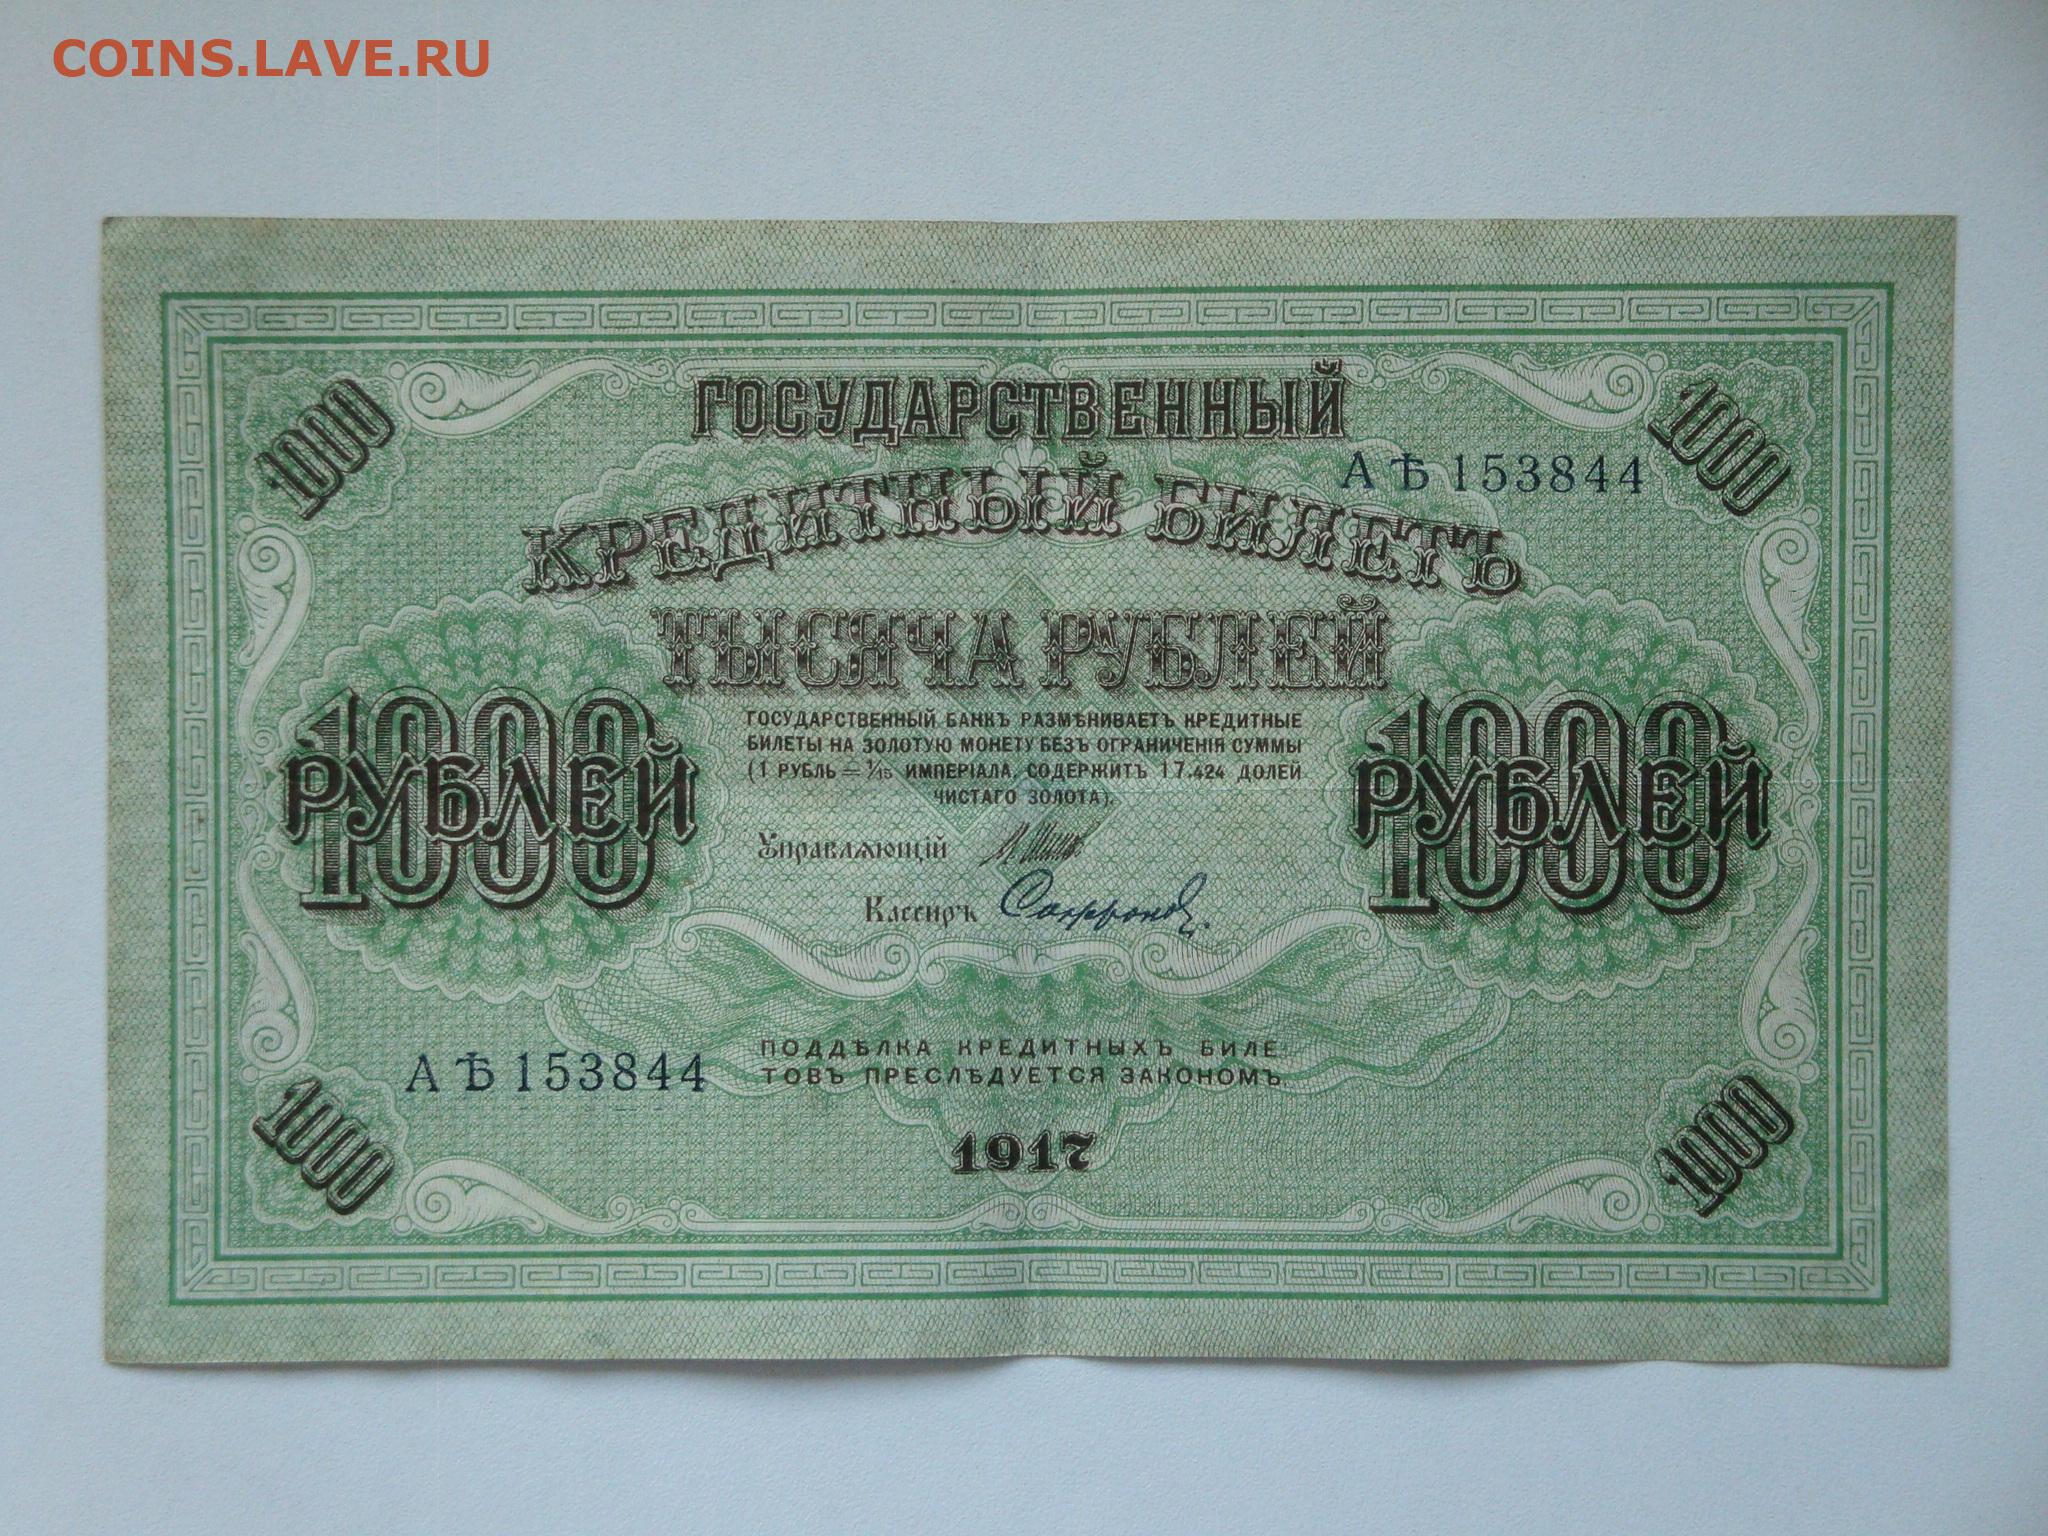 COINS.LAVE.RU
ГОСУДАРСТВЕННЫЙ
1000
1000
АѢ 153844
КРЕДИТНЫЙ БИЛЕТЪ
ТЫСЯЧА РУБЛЕЙ
1000
РУБЛЕЙ
ГОСУДАРСТВЕННЫЙ БАНКЪ РАЗМѢНИВАЕТЪ КРЕДИТНЫЕ
БИЛЕТЫ НА ЗОЛОТУЮ МОНЕТУ БЕЗЪ ОГРАНИЧЕНІЯ СУММЫ
(1 РУБЛЬ = 1/15 ИМПЕРІАЛА, СОДЕРЖИТЪ 17.424 ДОЛЕЙ
ЧИСТАГО ЗОЛОТА).
1000
РУБЛЕЙ
Управляющій
Кассиръ Сафронов
АѢ 153844
ПОДДѢЛКА КРЕДИТНЫХЪ БИЛЕ
ТОВЪ ПРЕСЛѢДУЕТСЯ ЗАКОНОМЪ.
1000
1917
1000